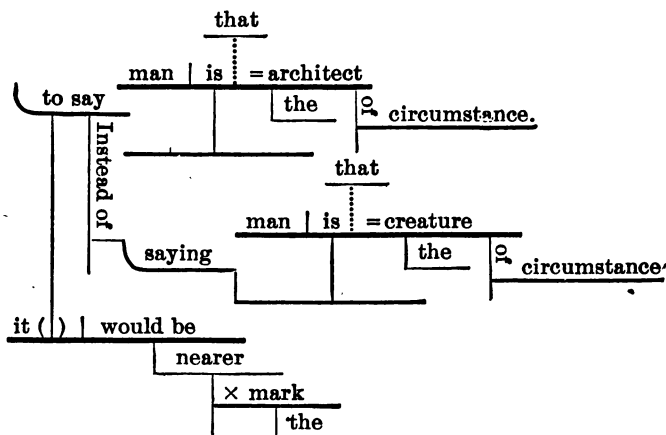 that
man is =architect
to say
the
of
circumstance.
Instead of
that
man is =creature
saying
the
of
circumstance
it ( ) would be
nearer
× mark
the